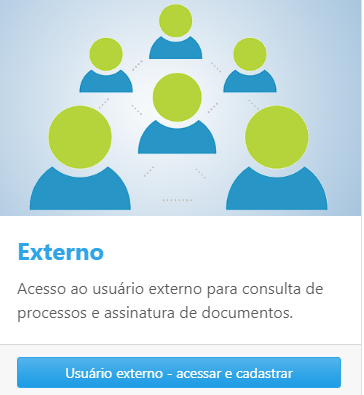 Externo
Acesso ao usuário externo para consulta de
processos e assinatura de documentos.
Usuário externo - acessar e cadastrar